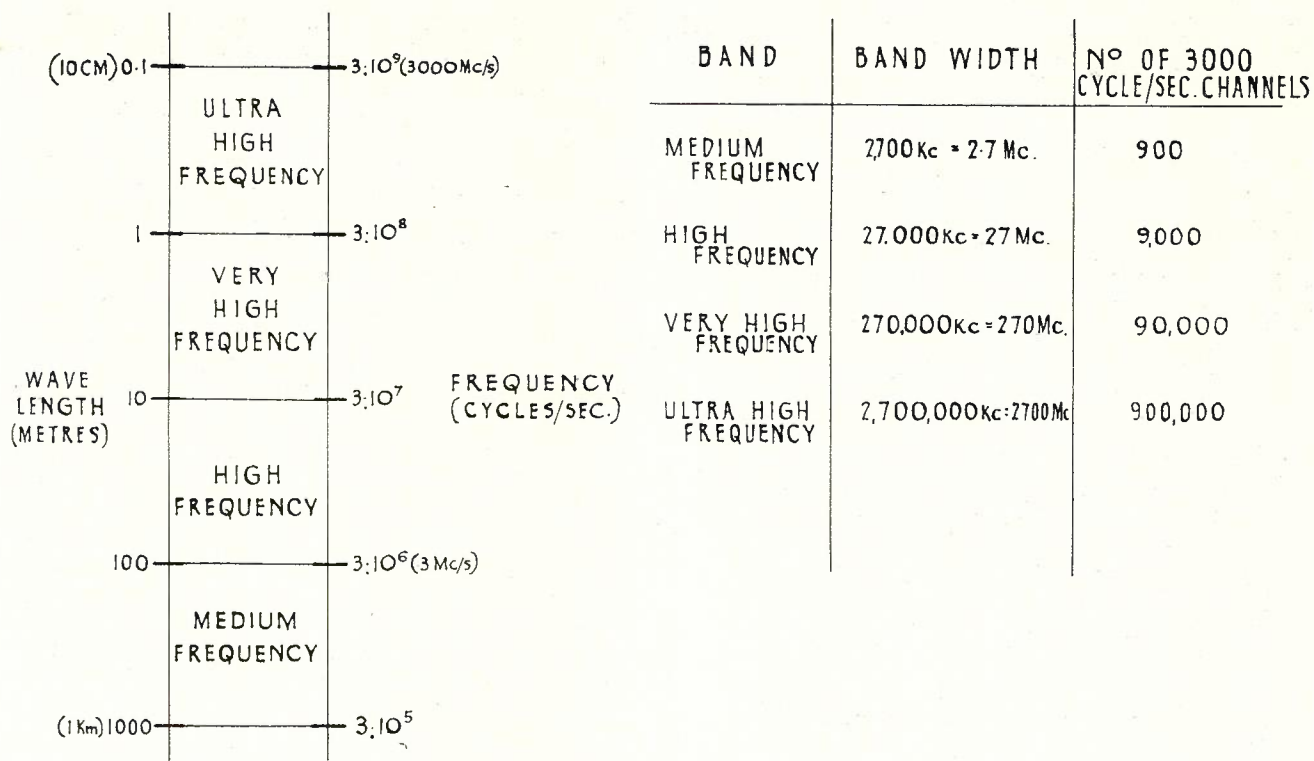 (10CM) 0·1
3:10⁹ (3000 Mc/s)
ULTRA
HIGH
FREQUENCY
1
3:10⁸
VERY
HIGH
FREQUENCY
WAVE
LENGTH
(METRES)
10
3:10⁷
FREQUENCY
(CYCLES/SEC.)
HIGH
FREQUENCY
100
3:10⁶ (3 Mc/s)
MEDIUM
FREQUENCY
(1 Km) 1000
3:10⁵
BAND
BAND WIDTH
Nº OF 3000
CYCLE/SEC. CHANNELS
MEDIUM
FREQUENCY
2,700 Kc = 2·7 Mc.
900
HIGH
FREQUENCY
27.000 Kc = 27 Mc.
9,000
VERY HIGH
FREQUENCY
270,000 Kc = 270 Mc.
90,000
ULTRA HIGH
FREQUENCY
2,700,000 Kc = 2700 Mc
900,000